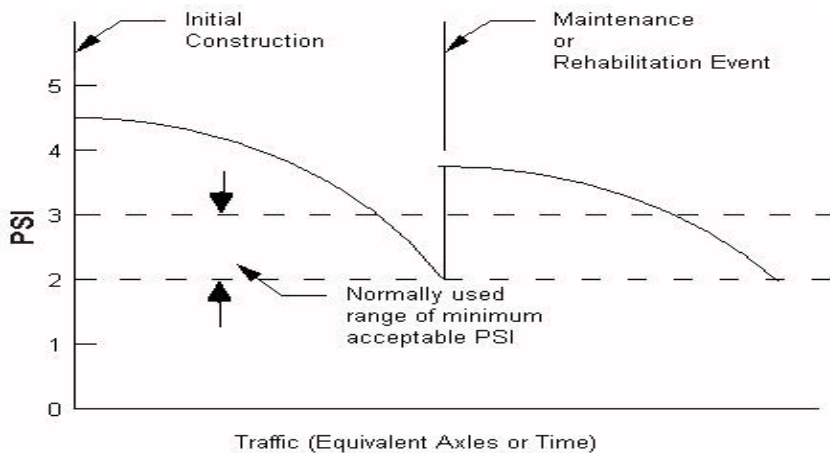 Initial
Construction
Maintenance
or
Rehabilitation Event
5
4
3
2
1
0
PSI
Normally used
range of minimum
acceptable PSI
Traffic (Equivalent Axles or Time)